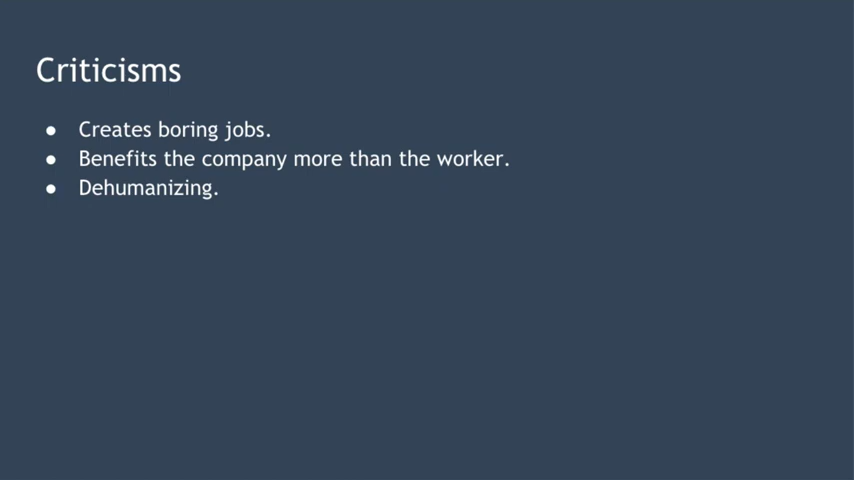 Criticisms
● Creates boring jobs.
● Benefits the company more than the worker.
● Dehumanizing.